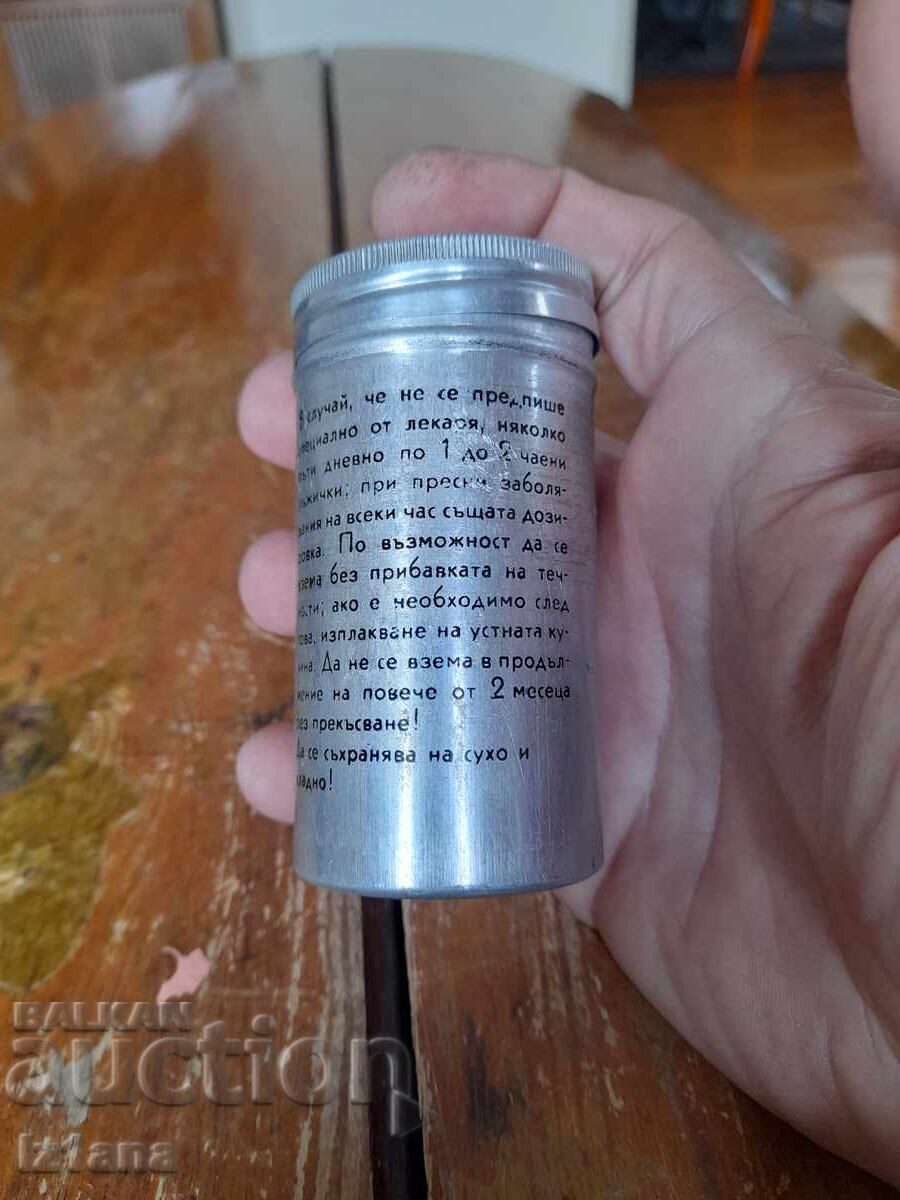 В случай, че не се предпише
специално от лекаря, няколко
пъти дневно по 1 до 2 чаени
лъжички; при пресни заболя-
вания на всеки час същата дози-
ровка. По възможност да се
взема без прибавката на теч-
ности; ако е необходимо след
това, изплакване на устната ку-
хина. Да не се взема в продъл-
жение на повече от 2 месеца
без прекъсване!
Да се съхранява на сухо и
хладно!
BALKAN
auction
Iztana